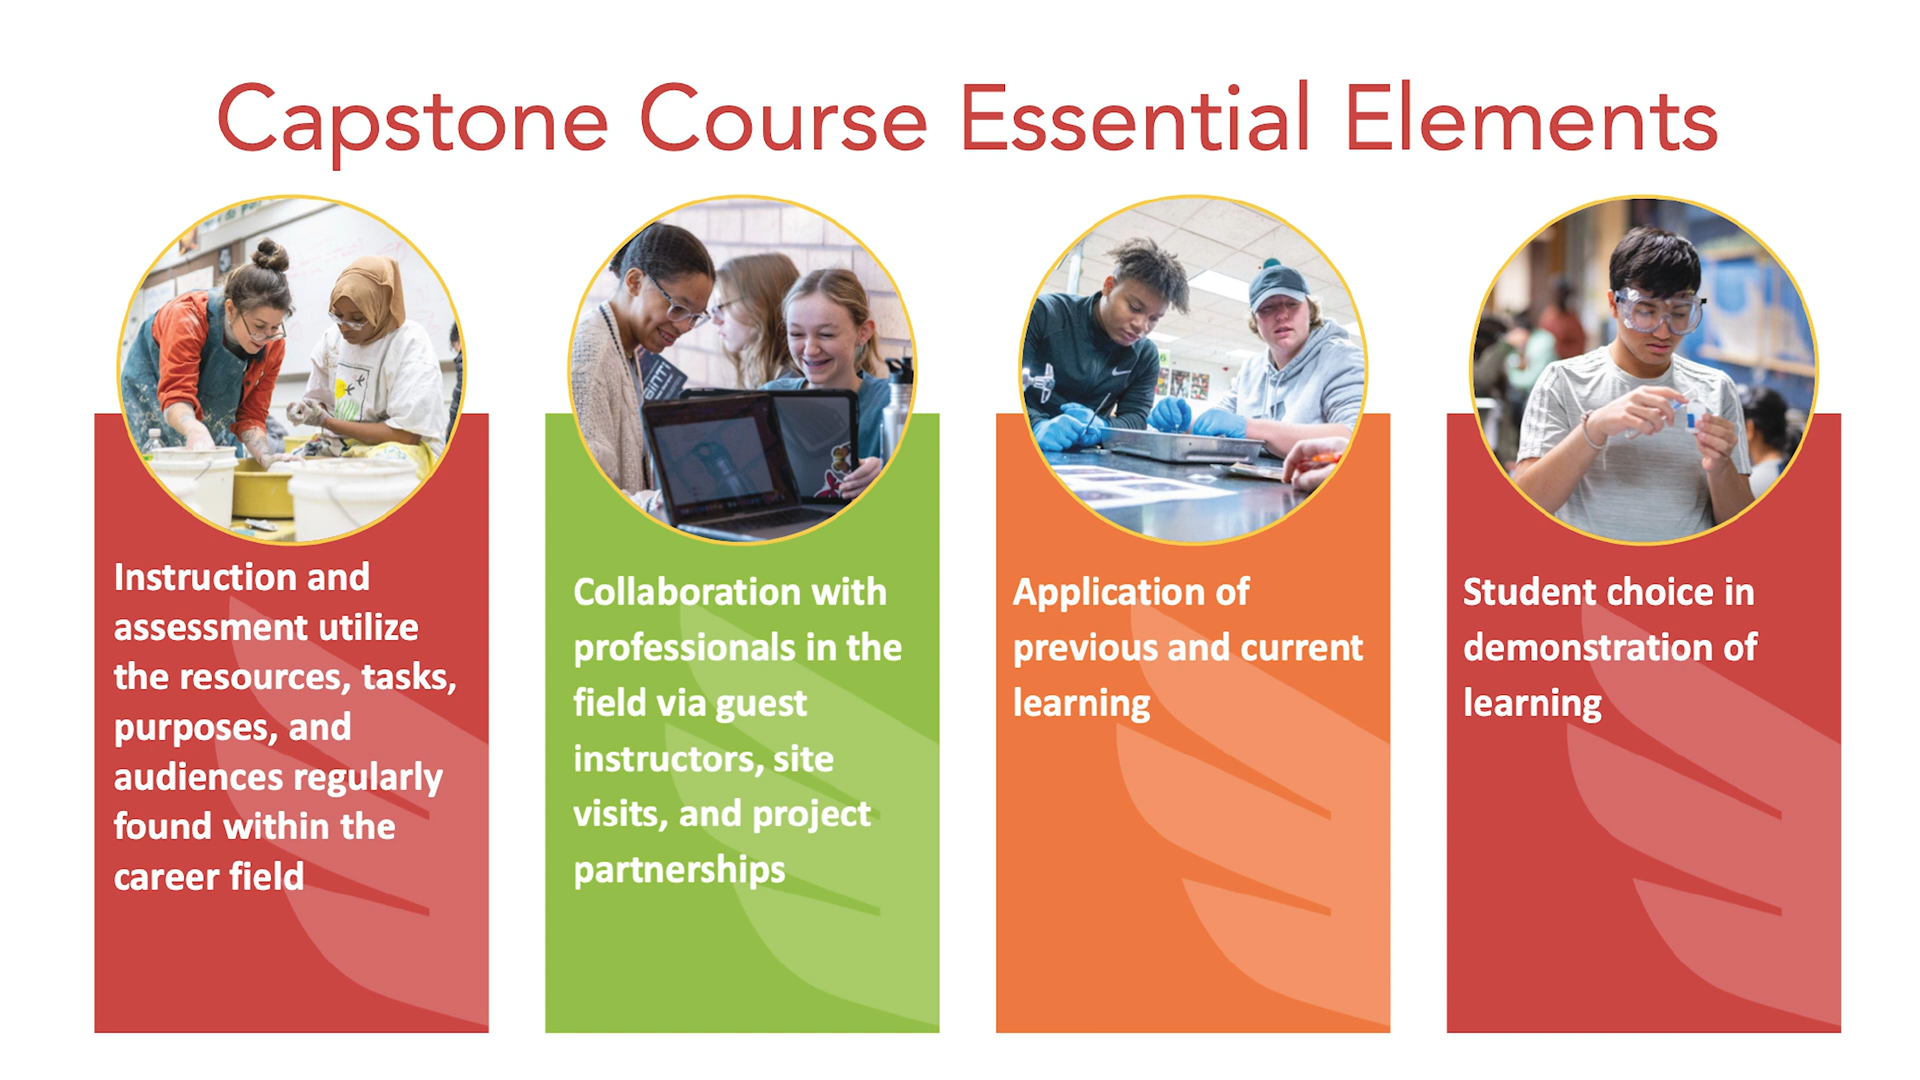 Capstone Course Essential Elements
Instruction and
assessment utilize
the resources, tasks,
purposes, and
audiences regularly
found within the
career field
Collaboration with
professionals in the
field via guest
instructors, site
visits, and project
partnerships
Application of
previous and current
learning
Student choice in
demonstration of
learning